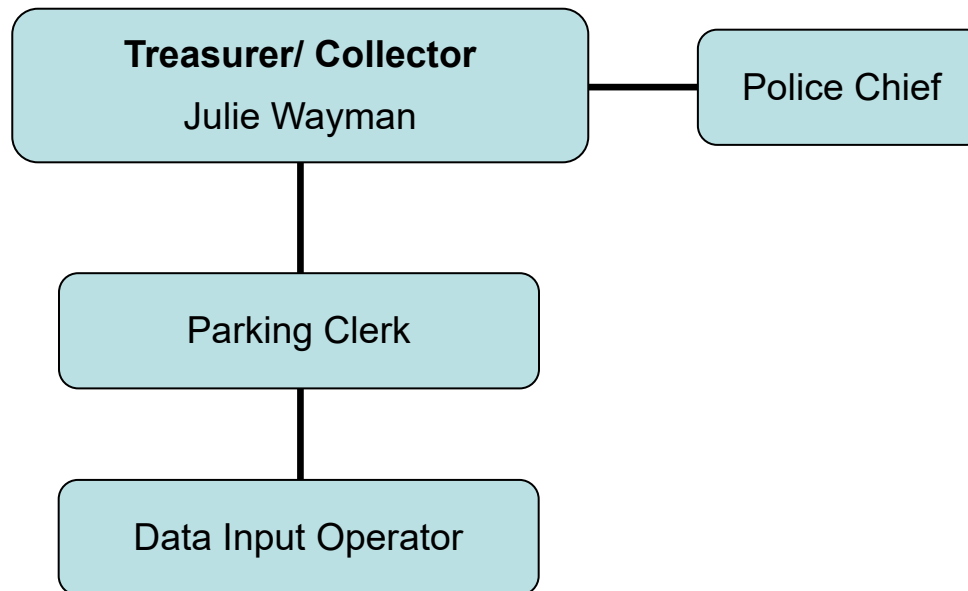 Treasurer/ Collector
Julie Wayman
Police Chief
Parking Clerk
Data Input Operator